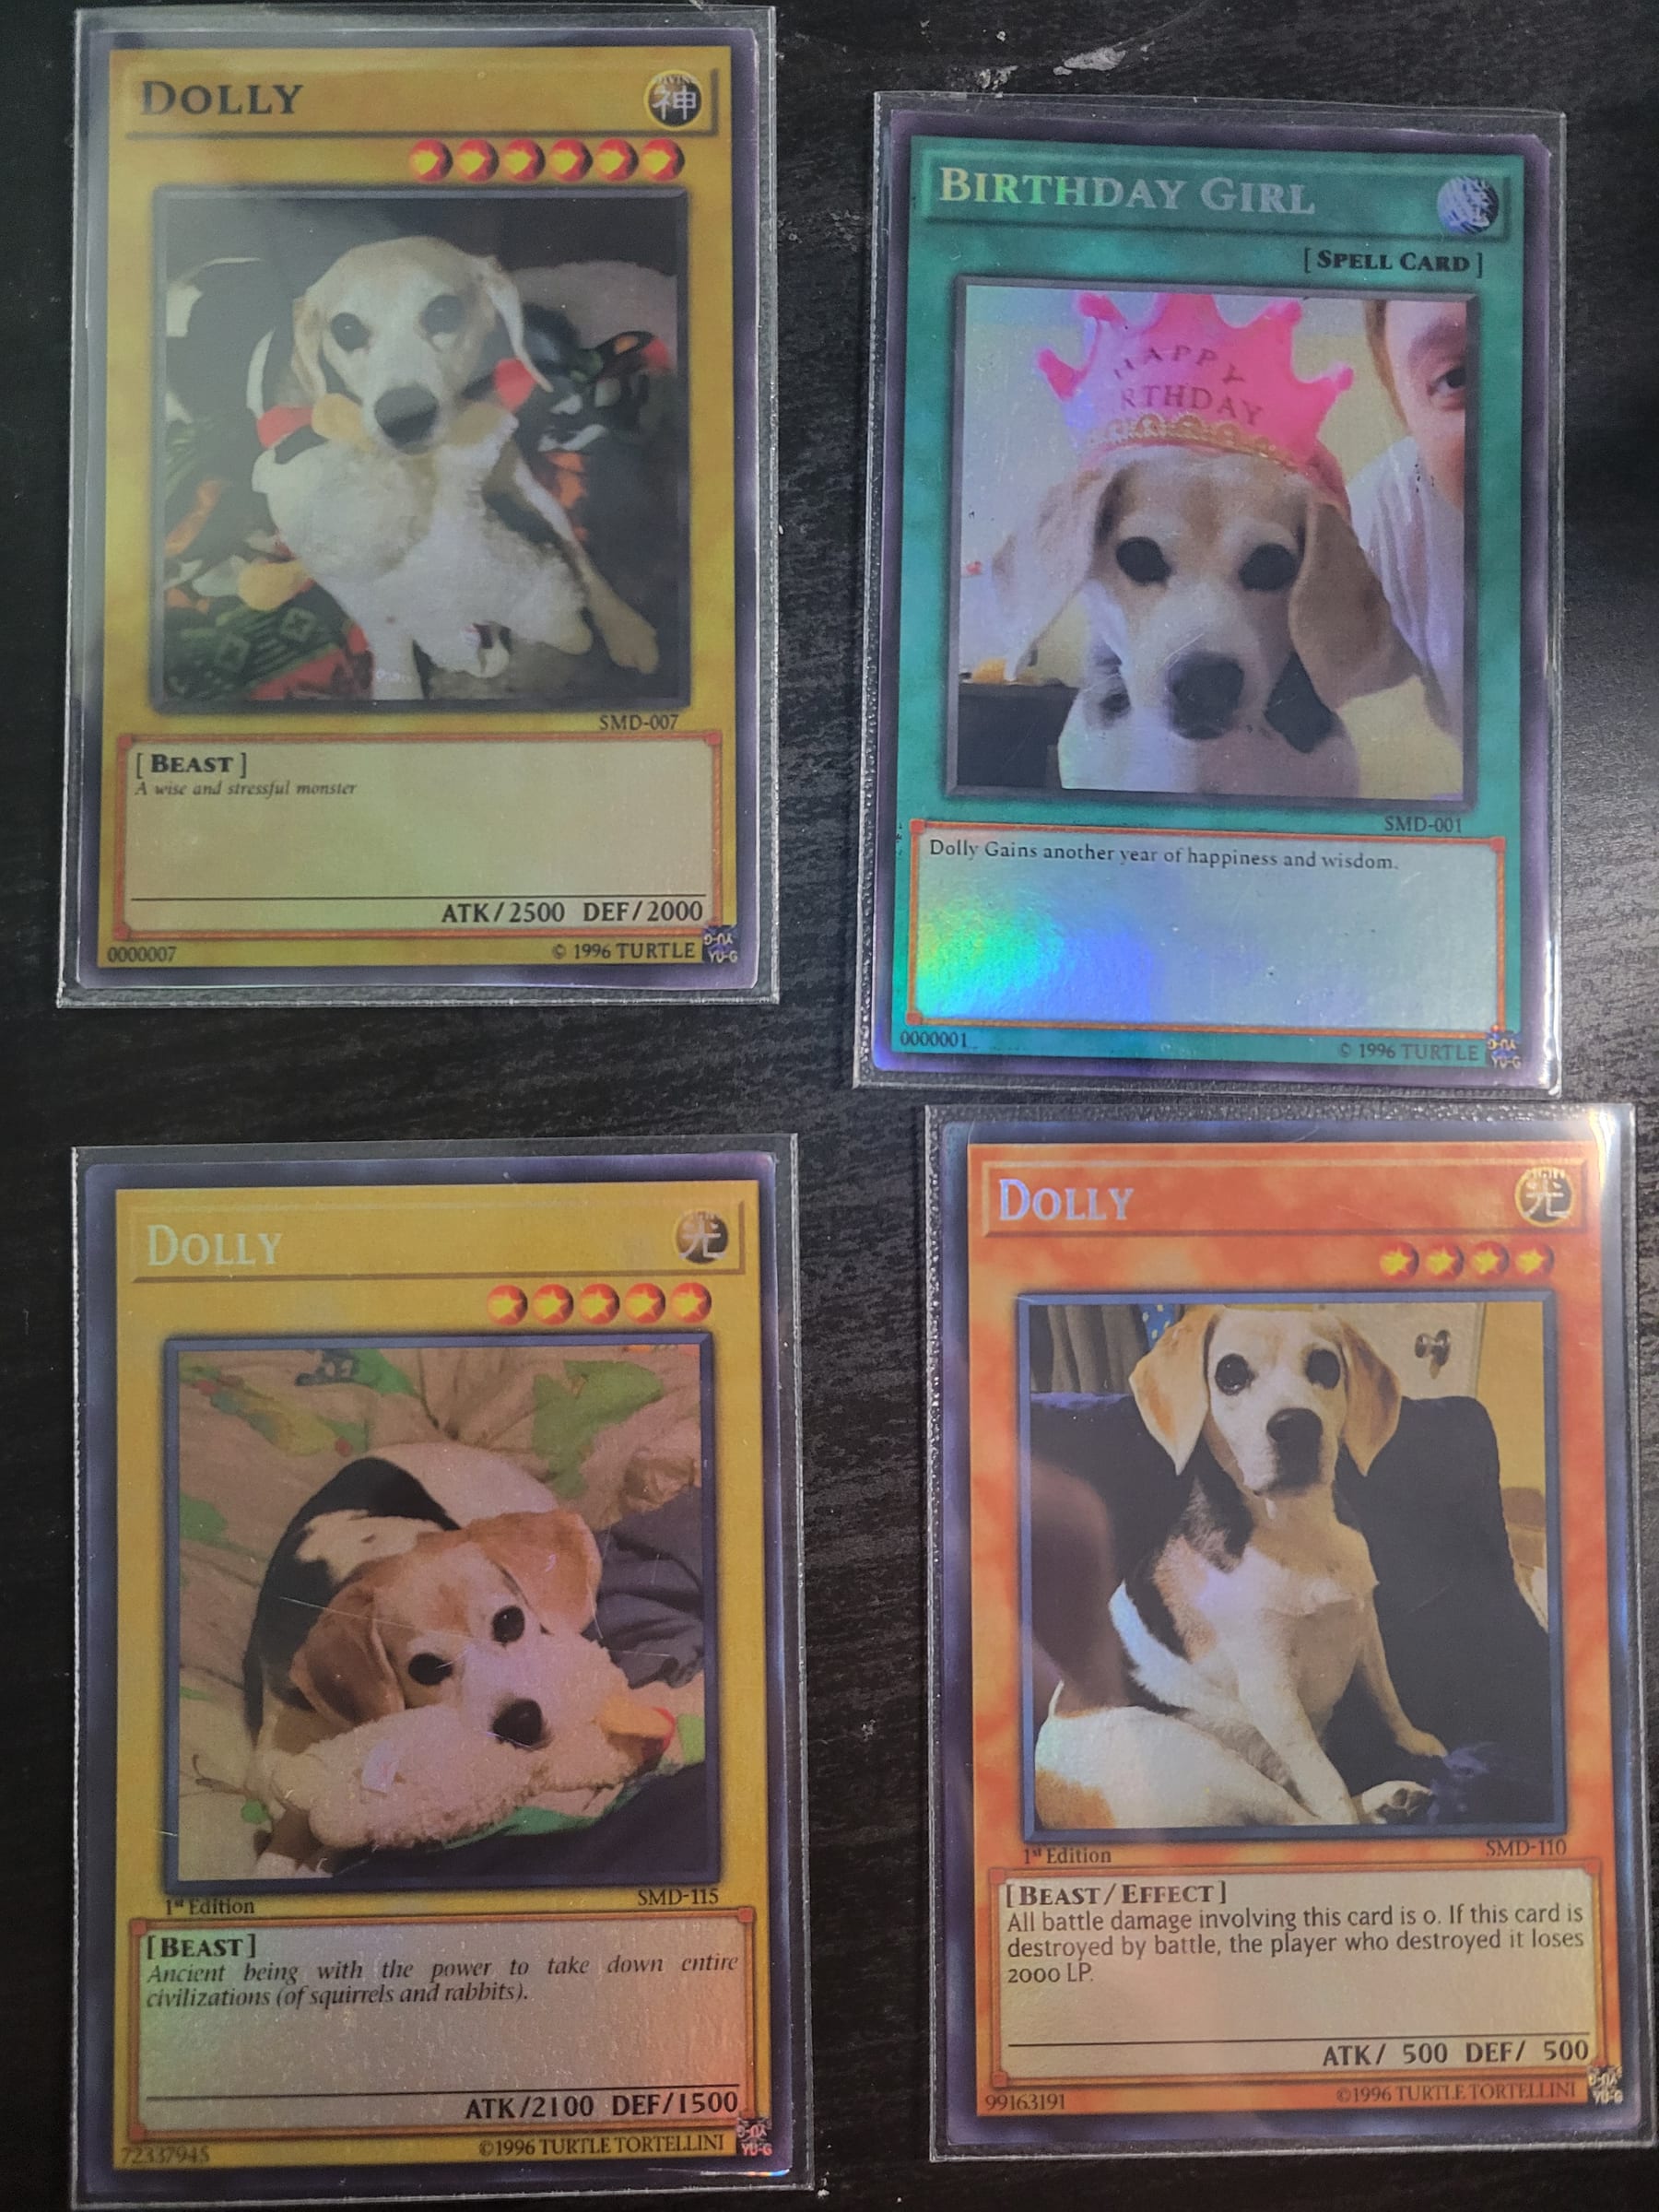 DOLLY
神
SMD-007
[ BEAST ]
A wise and stressful monster
ATK/2500 DEF/2000
0000007
© 1996 TURTLE
BIRTHDAY GIRL
[ SPELL CARD ]
HAPPY
RTHDAY
SMD-001
Dolly Gains another year of happiness and wisdom.
0000001
© 1996 TURTLE
DOLLY
光
1st Edition
SMD-115
[ BEAST ]
Ancient being with the power to take down entire
civilizations (of squirrels and rabbits).
ATK/2100 DEF/1500
72337945
©1996 TURTLE TORTELLINI
DOLLY
光
1st Edition
SMD-110
[ BEAST / EFFECT ]
All battle damage involving this card is 0. If this card is
destroyed by battle, the player who destroyed it loses
2000 LP.
ATK/ 500 DEF/ 500
99163191
©1996 TURTLE TORTELLINI